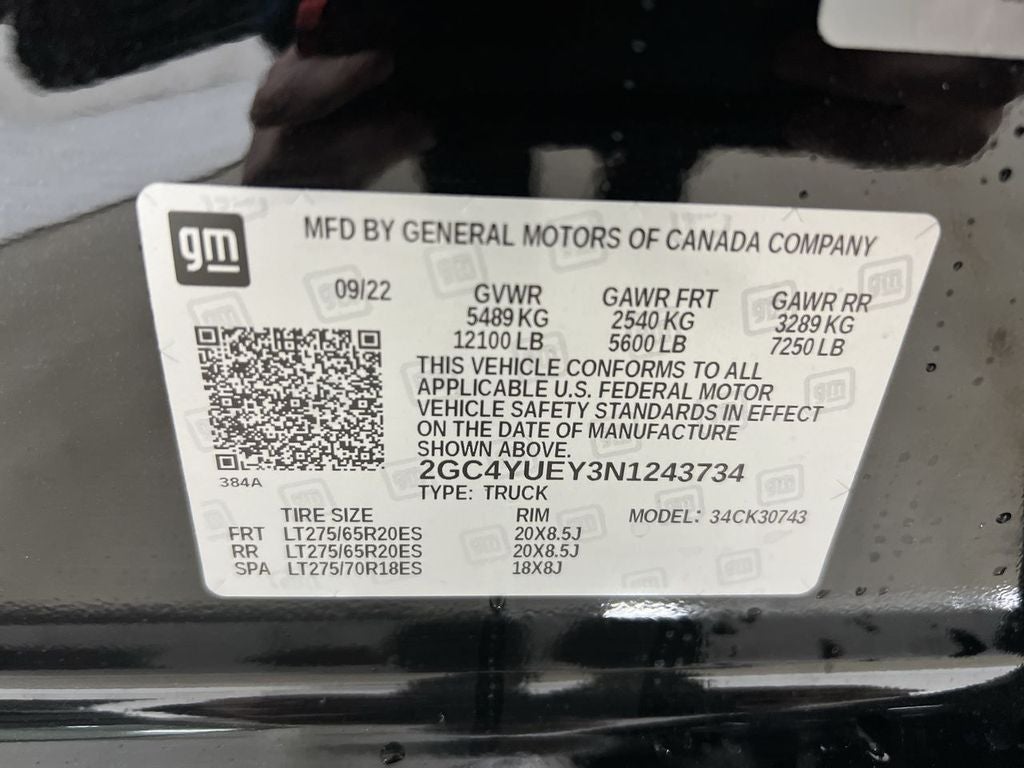 gm
MFD BY GENERAL MOTORS OF CANADA COMPANY
09/22 GVWR GAWR FRT GAWR RR
5489 KG 2540 KG 3289 KG
12100 LB 5600 LB 7250 LB
THIS VEHICLE CONFORMS TO ALL
APPLICABLE U.S. FEDERAL MOTOR
VEHICLE SAFETY STANDARDS IN EFFECT
ON THE DATE OF MANUFACTURE
SHOWN ABOVE.
2GC4YUEY3N1243734
384A
TYPE: TRUCK
TIRE SIZE RIM MODEL: 34CK30743
FRT LT275/65R20ES 20X8.5J
RR LT275/65R20ES 20X8.5J
SPA LT275/70R18ES 18X8J